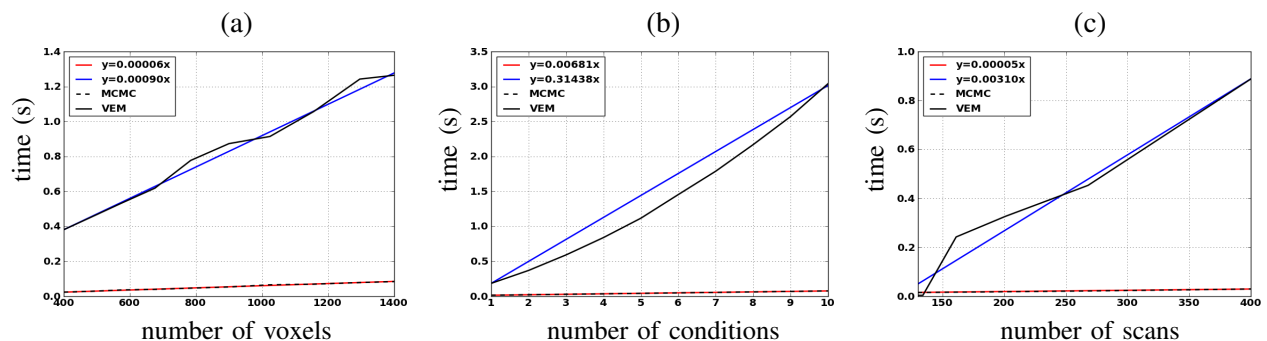 (a)
1.4
1.2
1.0
0.8
0.6
0.4
0.2
0.0
time (s)
y=0.00006x
y=0.00090x
MCMC
VEM
400 600 800 1000 1200 1400
number of voxels
(b)
3.5
3.0
2.5
2.0
1.5
1.0
0.5
0.0
time (s)
y=0.00681x
y=0.31438x
MCMC
VEM
1 2 3 4 5 6 7 8 9 10
number of conditions
(c)
1.0
0.8
0.6
0.4
0.2
0.0
time (s)
y=0.00005x
y=0.00310x
MCMC
VEM
150 200 250 300 350 400
number of scans